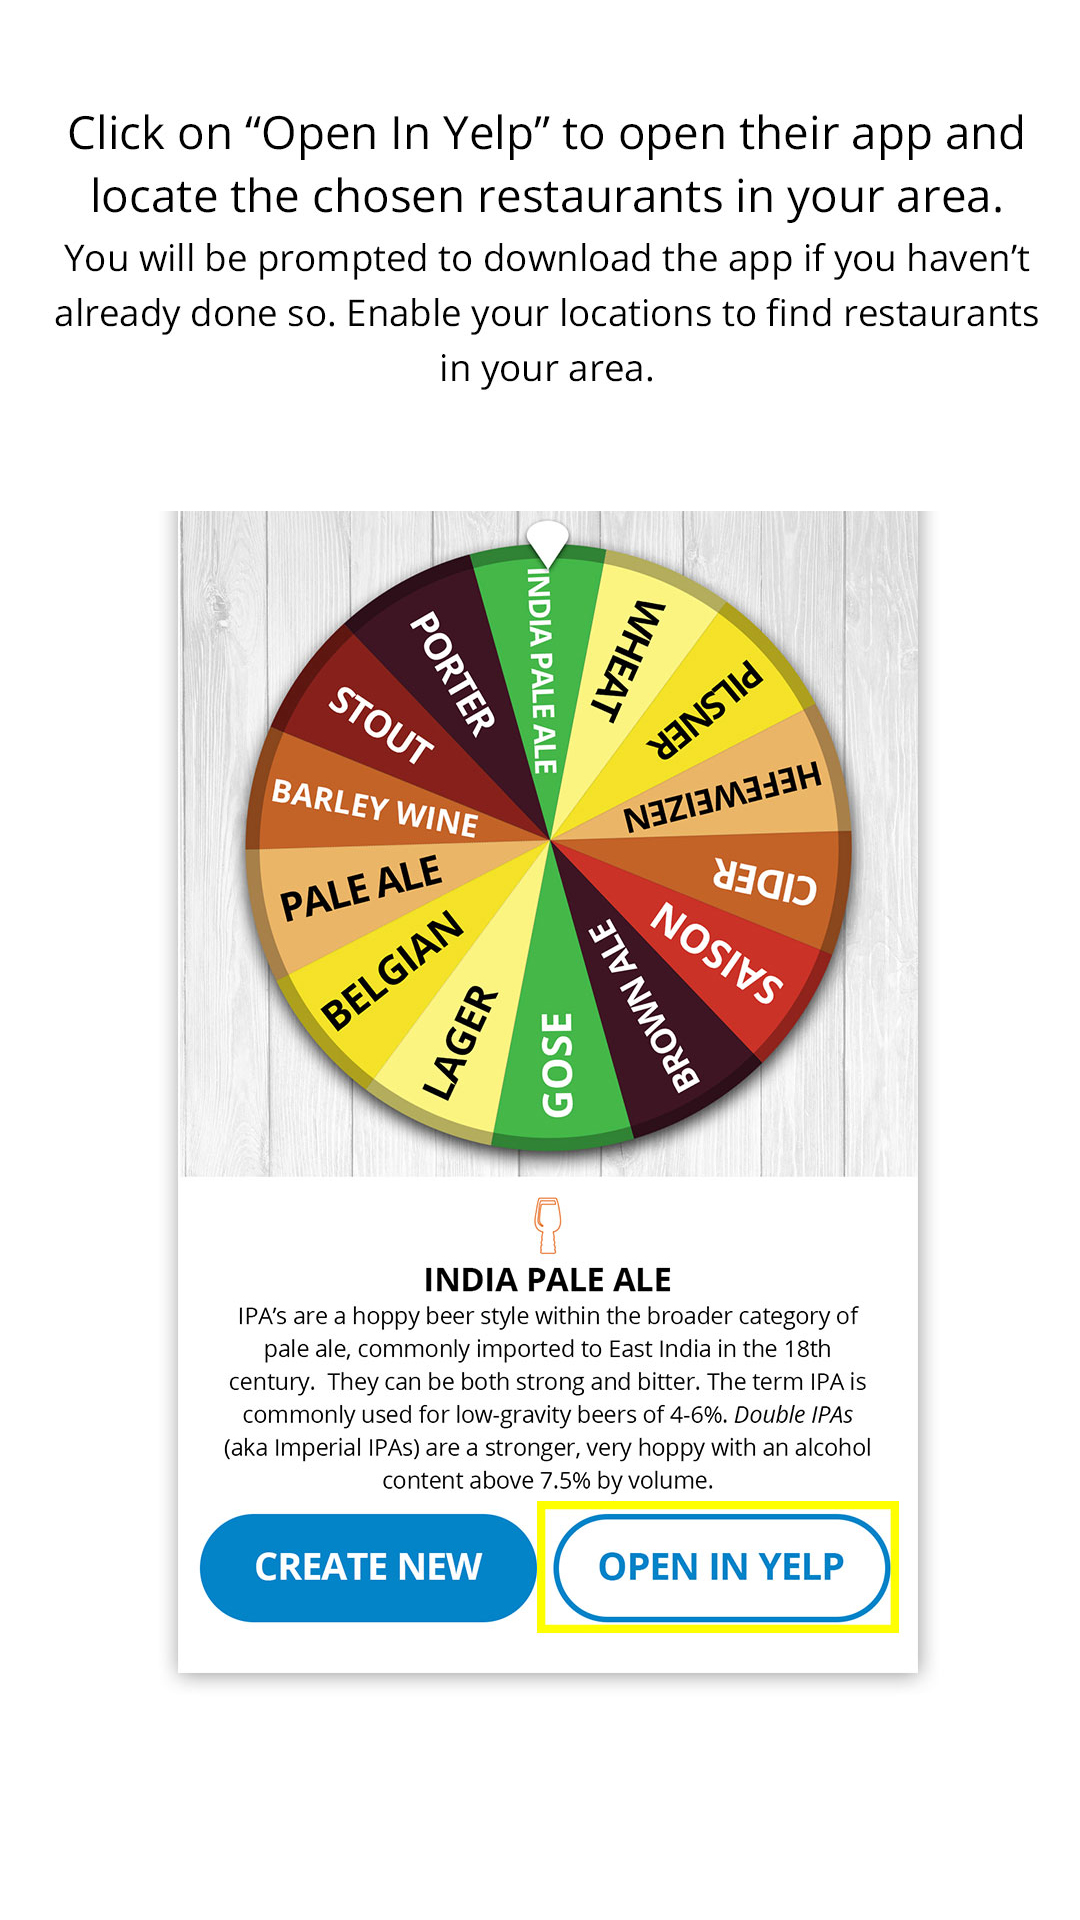 Click on “Open In Yelp” to open their app and
locate the chosen restaurants in your area.
You will be prompted to download the app if you haven’t
already done so. Enable your locations to find restaurants
in your area.
INDIA PALE ALE
WHEAT
PILSNER
HEFEWEIZEN
CIDER
SAISON
BROWN ALE
GOSE
LAGER
BELGIAN
PALE ALE
BARLEY WINE
STOUT
PORTER
INDIA PALE ALE
IPA’s are a hoppy beer style within the broader category of
pale ale, commonly imported to East India in the 18th
century.  They can be both strong and bitter. The term IPA is
commonly used for low-gravity beers of 4-6%. Double IPAs
(aka Imperial IPAs) are a stronger, very hoppy with an alcohol
content above 7.5% by volume.
CREATE NEW
OPEN IN YELP